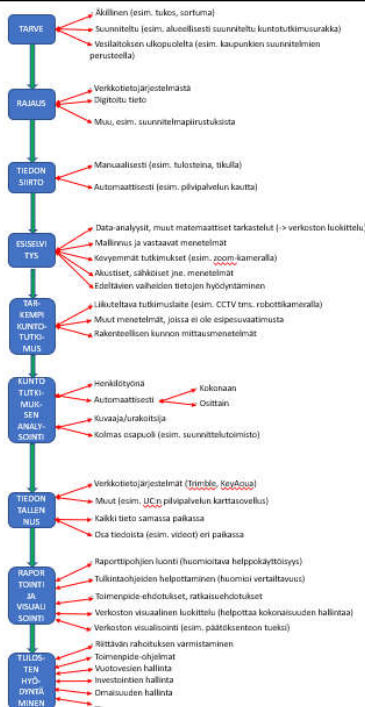 TARVE
Äkillinen (esim. tukos, sortuma)
Suunniteltu (esim. alueellisesti suunniteltu kuntotutkimusurakka)
Vesilaitoksen ulkopuolelta (esim. kaupunkien suunnitelmien
perusteella)
RAJAUS
Verkkotietojärjestelmästä
Digitoitu tieto
Muu, esim. suunnitelmapiirustuksista
TIEDON
SIIRTO
Manuaalisesti (esim. tulosteina, tikulla)
Automaattisesti (esim. pilvipalvelun kautta)
ESISELVI
TYS
Data-analyysit, muut matemaattiset tarkastelut (-> verkoston luokittelu)
Mallinnus ja vastaavat menetelmät
Kevyemmät tutkimukset (esim. zoom-kameralla)
Akustiset, sähköiset jne. menetelmät
Edeltävien vaiheiden tietojen hyödyntäminen
TAR-
KEMPI
KUNTO-
TUTKI-
MUS
Liikuteltava tutkimuslaite (esim. CCTV tms. robottikameralla)
Muut menetelmät, joissa ei ole esipesuvaatimusta
Rakenteellisen kunnon mittausmenetelmät
KUNTO
TUTKI-
MUK-
SEN
ANALY-
SOINTI
Henkilötyönä
Automaattisesti
Kokonaan
Osittain
Kuvaaja/urakoitsija
Kolmas osapuoli (esim. suunnittelutoimisto)
TIEDON
TALLEN
NUS
Verkkotietojärjestelmät (Trimble, KeyAqua)
Muut (esim. UC:n pilvipalvelun karttasovellus)
Kaikki tieto samassa paikassa
Osa tiedoista (esim. videot) eri paikassa
RAPOR
TOINTI
JA
VISUALI
SOINTI
Raporttipohjien luonti (huomioitava helppokäyttöisyys)
Tulkintaohjeiden helpottaminen (huomioi vertailtavuus)
Toimenpide-ehdotukset, ratkaisuehdotukset
Verkoston visuaalinen luokittelu (helpottaa kokonaisuuden hallintaa)
Verkoston visualisointi (esim. päätöksenteon tueksi)
TULOS-
TEN
HYÖ-
DYNTÄ
MINEN
Riittävän rahoituksen varmistaminen
Toimenpide-ohjelmat
Vuotovesien hallinta
Investointien hallinta
Omaisuuden hallinta